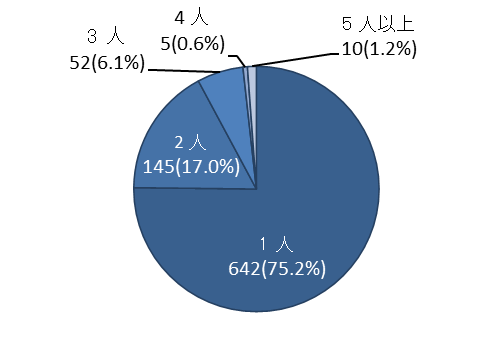 ４人
5(0.6%)
５人以上
10(1.2%)
３人
52(6.1%)
２人
145(17.0%)
１人
642(75.2%)